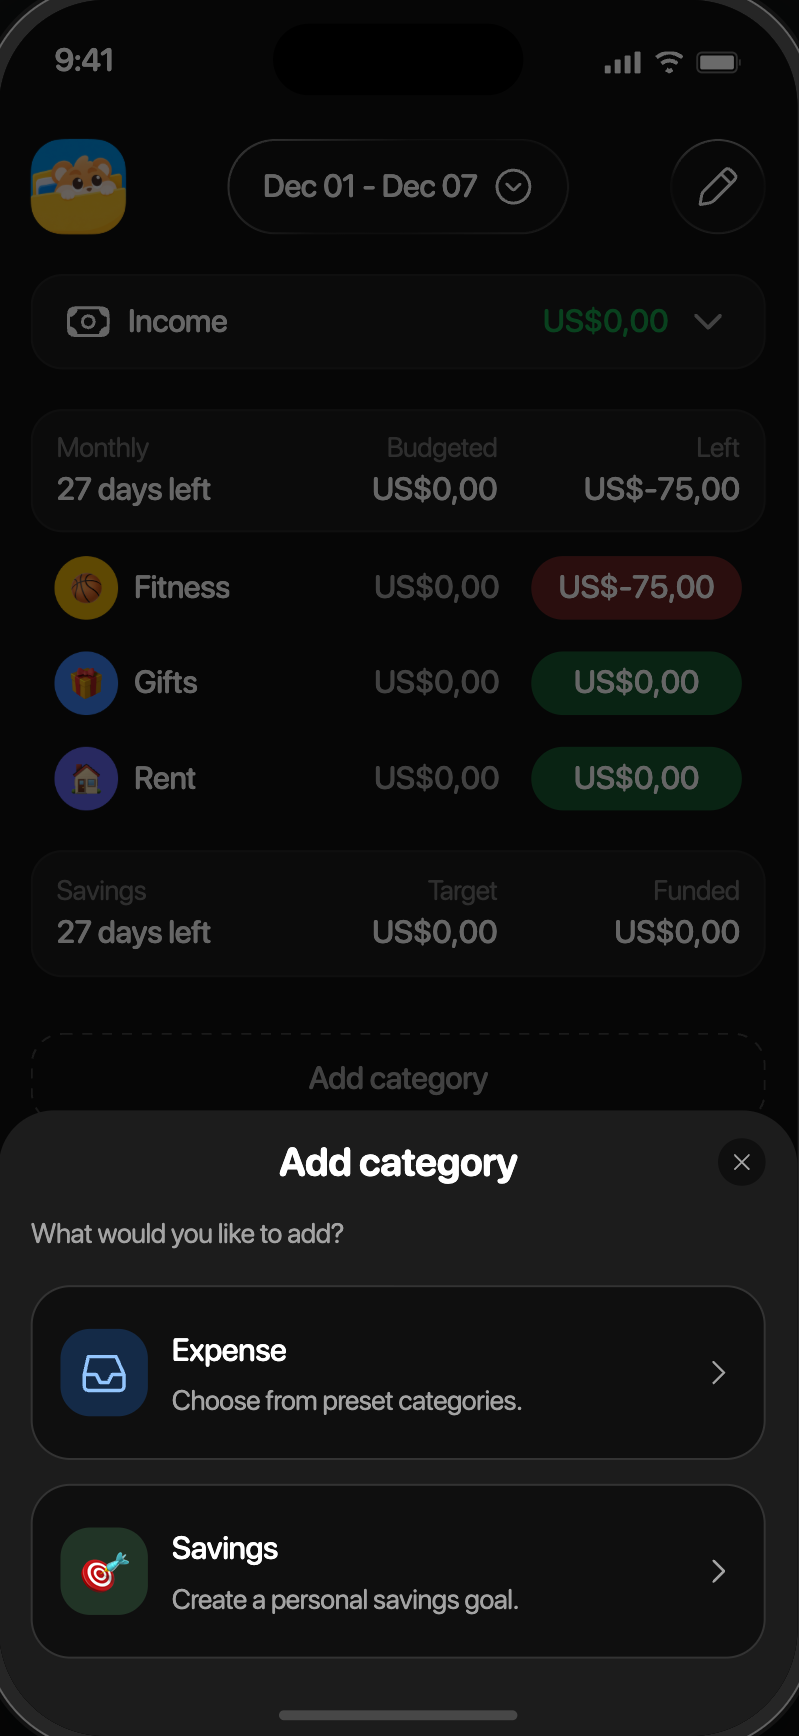 9:41
Dec 01 - Dec 07
Income US$0,00
Monthly Budgeted Left
27 days left US$0,00 US$-75,00
Fitness US$0,00 US$-75,00
Gifts US$0,00 US$0,00
Rent US$0,00 US$0,00
Savings Target Funded
27 days left US$0,00 US$0,00
Add category
Add category
What would you like to add?
Expense
Choose from preset categories.
Savings
Create a personal savings goal.